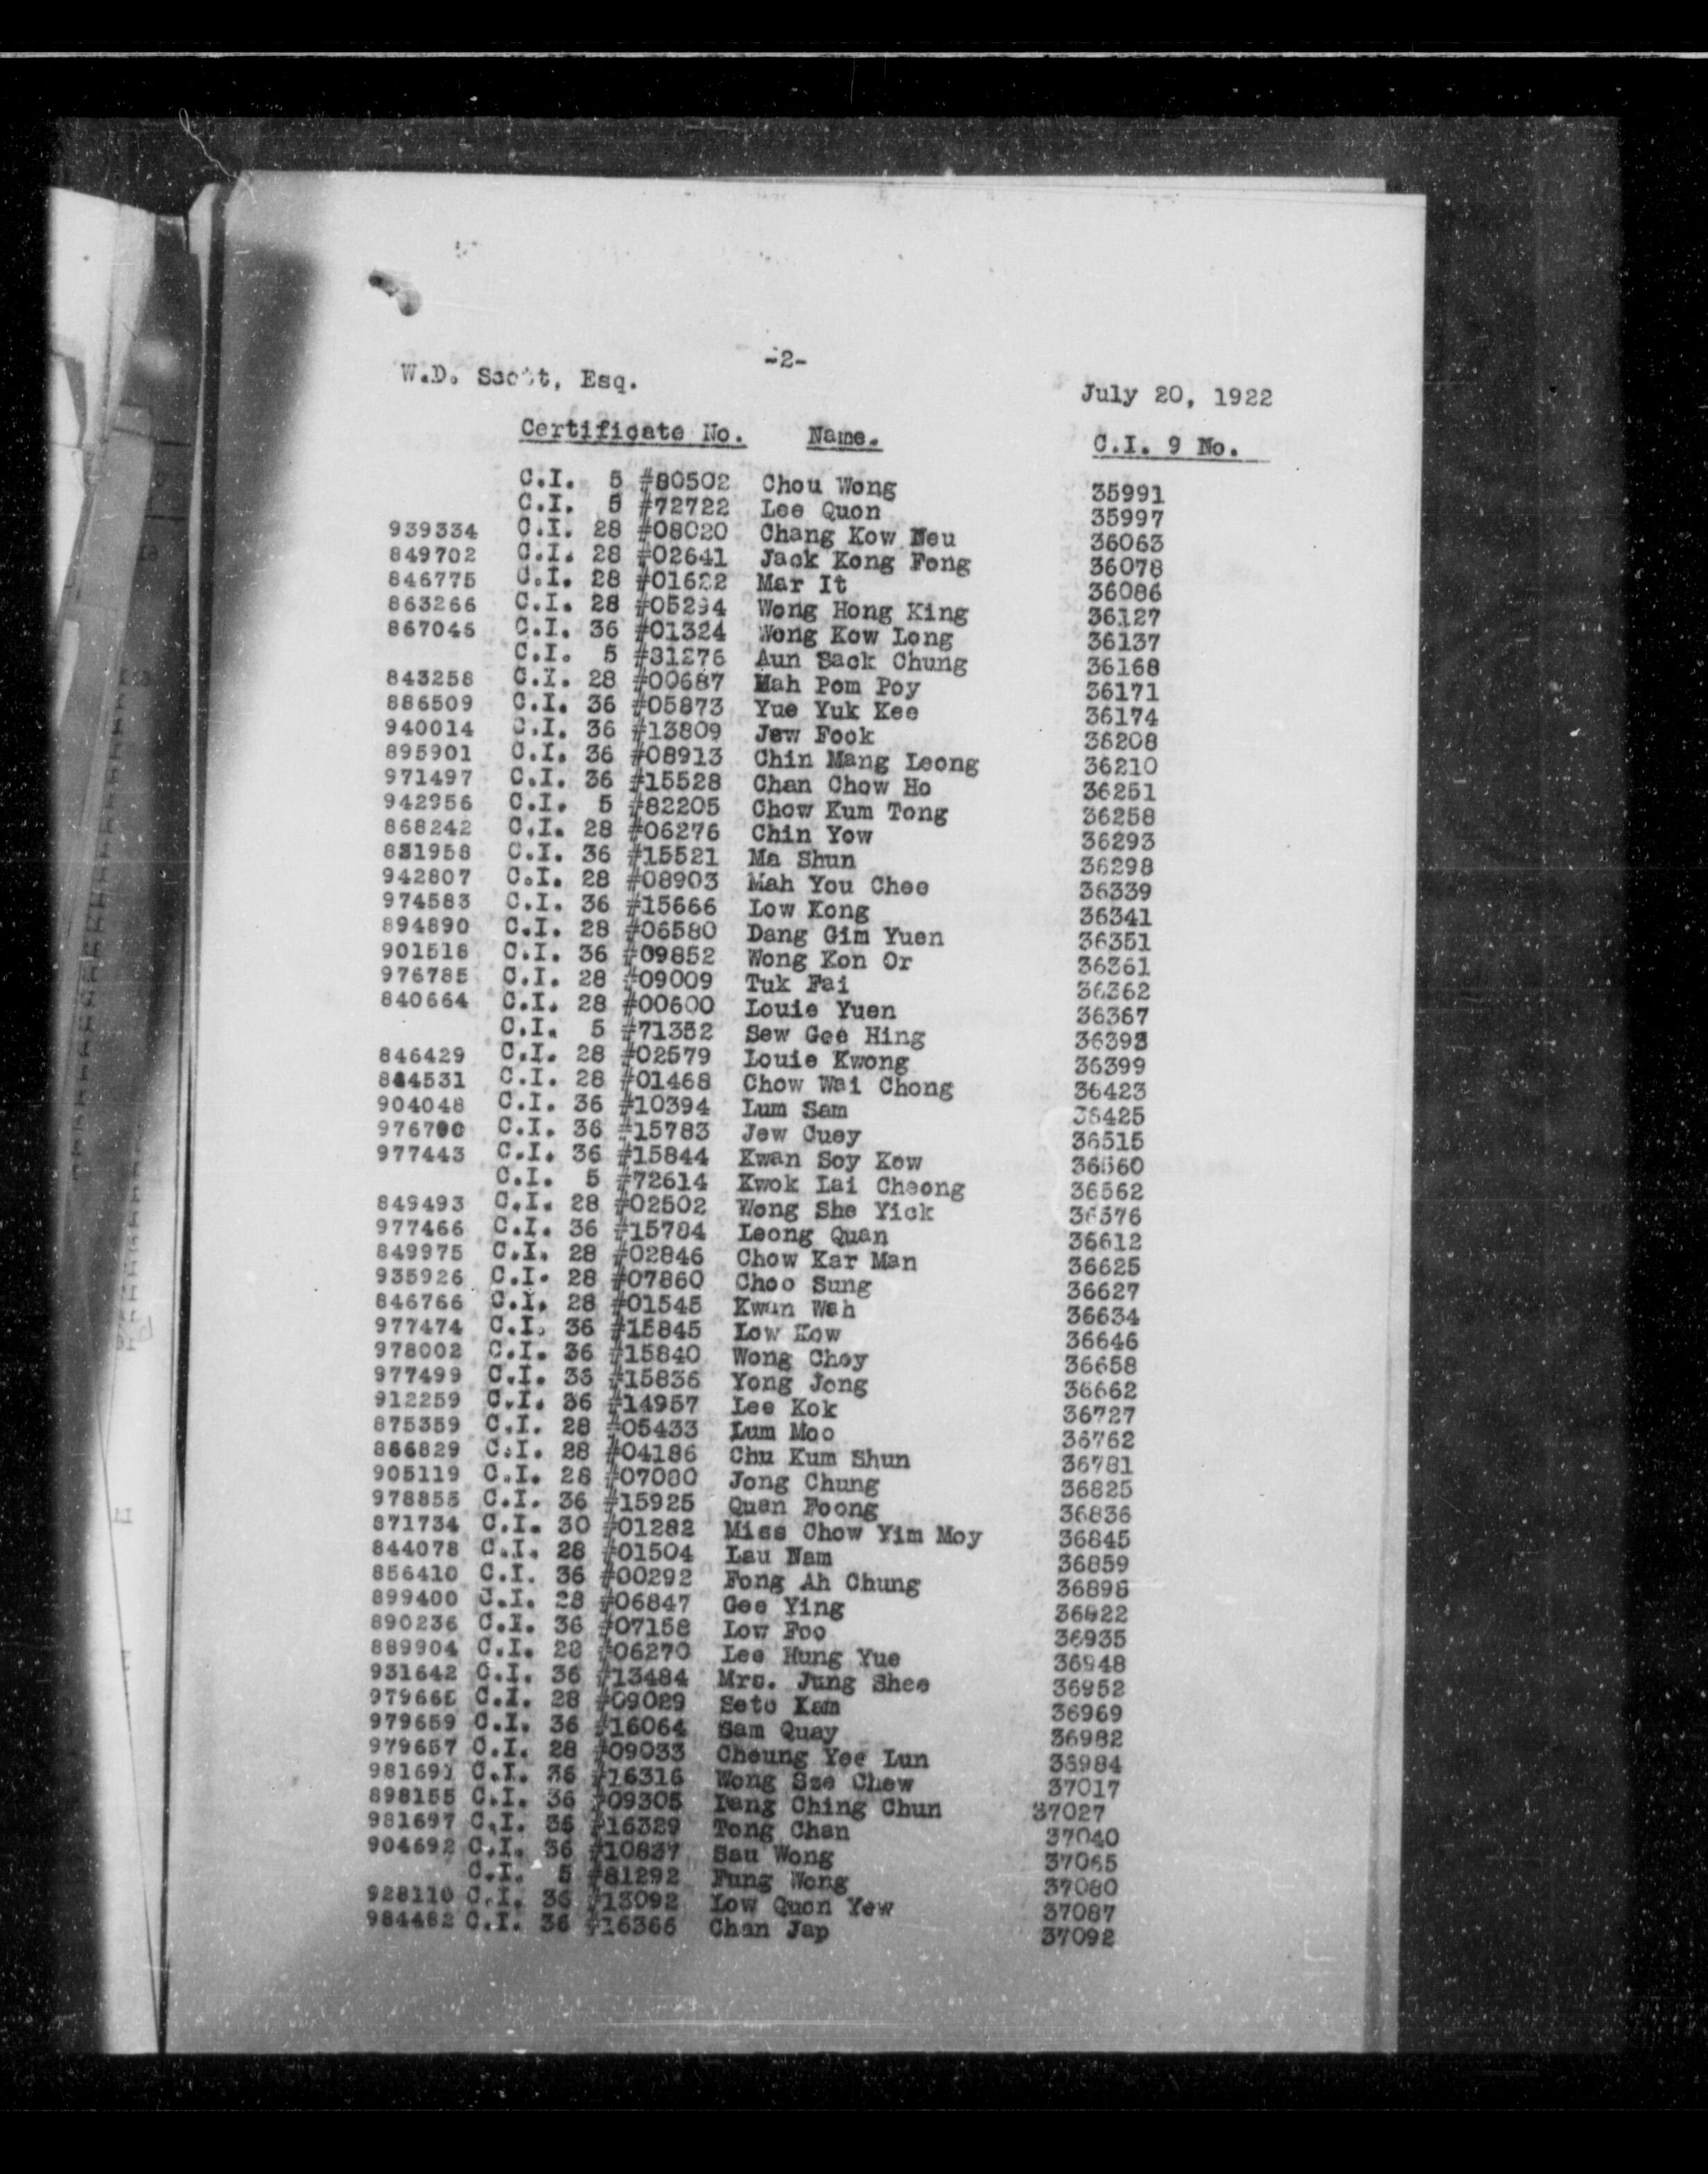 -2-
W.D. Scott, Esq. July 20, 1922
Certificate No. Name. C.I. 9 No.
C.I. 5 #80502 Chou Wong 35991
C.I. 5 #72722 Lee Quon 35997
939334 C.I. 28 #08020 Chang Kow Neu 36063
849702 C.I. 28 #02641 Jack Kong Fong 36078
846775 C.I. 28 #01622 Mar It 36086
863266 C.I. 28 #05294 Wong Hong King 36127
867045 C.I. 36 #01324 Wong Kow Long 36137
C.I. 5 #31276 Aun Sack Chung 36168
843258 C.I. 28 #00687 Mah Pom Poy 36171
886509 C.I. 36 #05873 Yue Yuk Kee 36174
940014 C.I. 36 #13809 Jew Fook 36208
895901 C.I. 36 #08913 Chin Mang Leong 36210
971497 C.I. 36 #15528 Chan Chow Ho 36251
942956 C.I. 5 #82205 Chow Kum Tong 36258
868242 C.I. 28 #06276 Chin Yow 36293
831958 C.I. 36 #15521 Ma Shun 36298
942807 C.I. 28 #08903 Mah You Chee 36339
974583 C.I. 36 #15666 Low Kong 36341
894890 C.I. 28 #06580 Dang Gim Yuen 36351
901516 C.I. 36 #09852 Wong Kon Or 36361
976785 C.I. 28 #09009 Tuk Fai 36362
840664 C.I. 28 #00600 Louie Yuen 36367
C.I. 5 #71352 Sew Gee Hing 36398
846429 C.I. 28 #02579 Louie Kwong 36399
844531 C.I. 28 #01468 Chow Wai Chong 36423
904048 C.I. 36 #10394 Lum Sam 36425
976700 C.I. 36 #15783 Jew Cuey 36515
977443 C.I. 36 #15844 Kwan Soy Kow 36560
C.I. 5 #72614 Kwok Lai Cheong 36562
849493 C.I. 28 #02502 Wong She Yick 36576
977466 C.I. 36 #15784 Leong Quan 36612
849975 C.I. 28 #02846 Chow Kar Man 36625
935926 C.I. 28 #07860 Choo Sung 36627
846766 C.I. 28 #01545 Kwan Wah 36634
977474 C.I. 36 #15845 Low Kow 36646
978002 C.I. 36 #15840 Wong Choy 36658
977499 C.I. 36 #15836 Yong Jong 36662
912259 C.I. 36 #14957 Lee Kok 36727
875359 C.I. 28 #05433 Lum Moo 36762
866829 C.I. 28 #04186 Chu Kum Shun 36781
905119 C.I. 28 #07080 Jong Chung 36825
978855 C.I. 36 #15925 Quan Foong 36836
871734 C.I. 30 #01282 Miss Chow Yim Moy 36845
844078 C.I. 28 #01504 Lau Nam 36859
856410 C.I. 36 #00292 Fong Ah Chung 36896
899400 C.I. 28 #06847 Gee Ying 36922
890236 C.I. 36 #07158 Low Foo 36935
889904 C.I. 28 #06270 Lee Hung Yue 36948
931642 C.I. 36 #13484 Mrs. Jung Shee 36952
979665 C.I. 28 #09029 Seto Kam 36969
979659 C.I. 36 #16064 Sam Quay 36982
979657 C.I. 28 #09033 Cheung Yee Lun 36984
981691 C.I. 36 #16316 Wong Sze Chew 37017
898155 C.I. 36 #09305 Dang Ching Chun 37027
981697 C.I. 36 #16329 Tong Chan 37040
904692 C.I. 36 #10837 Sau Wong 37065
C.I. 5 #81292 Fung Wong 37080
928110 C.I. 36 #13092 Low Quon Yew 37087
984482 C.I. 36 #16366 Chan Jap 37092